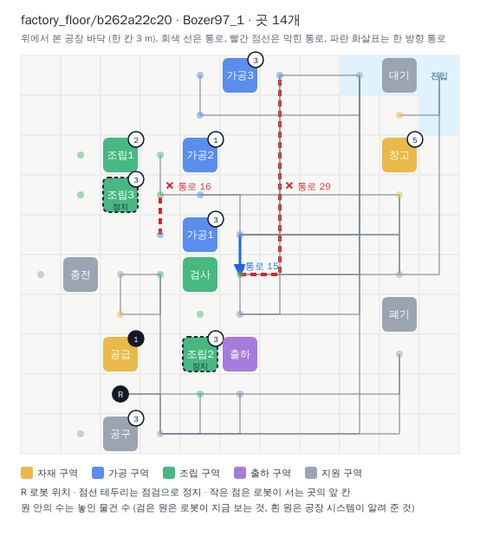 factory_floor/b262a22c20 · Bozer97_1 · 곳 14개
위에서 본 공장 바닥 (한 칸 3 m). 회색 선은 통로, 빨간 점선은 막힌 통로, 파란 화살표는 한 방향 통로
가공3
3
대기
진입
조립1
2
가공2
1
창고
5
조립3
정지
3
× 통로 16
× 통로 29
가공1
3
충전
검사
통로 15
폐기
공급
1
조립2
정지
3
출하
R
공구
3
자재 구역
가공 구역
조립 구역
출하 구역
지원 구역
R 로봇 위치 · 점선 테두리는 점검으로 정지 · 작은 점은 로봇이 서는 곳의 앞 칸
원 안의 수는 놓인 물건 수 (검은 원은 로봇이 지금 보는 것, 흰 원은 공장 시스템이 알려 준 것)